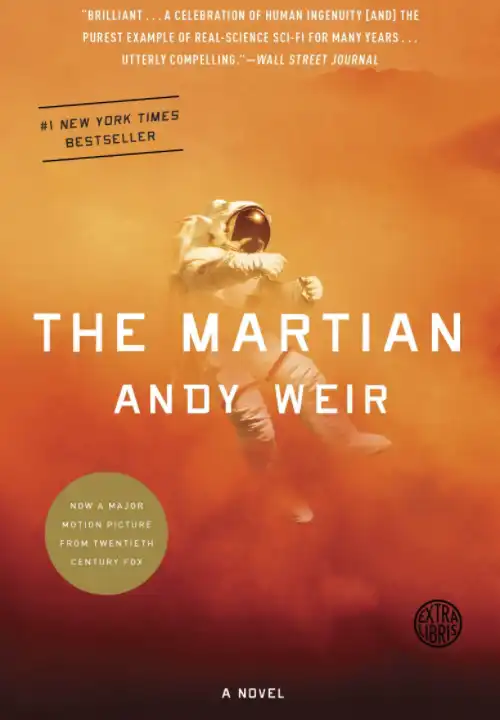 "BRILLIANT . . . A CELEBRATION OF HUMAN INGENUITY [AND] THE
PUREST EXAMPLE OF REAL-SCIENCE SCI-FI FOR MANY YEARS . . .
UTTERLY COMPELLING."—WALL STREET JOURNAL
#1 NEW YORK TIMES
BESTSELLER
THE MARTIAN
ANDY WEIR
NOW A MAJOR
MOTION PICTURE
FROM TWENTIETH
CENTURY FOX
EXTRA
LIBRIS
A NOVEL